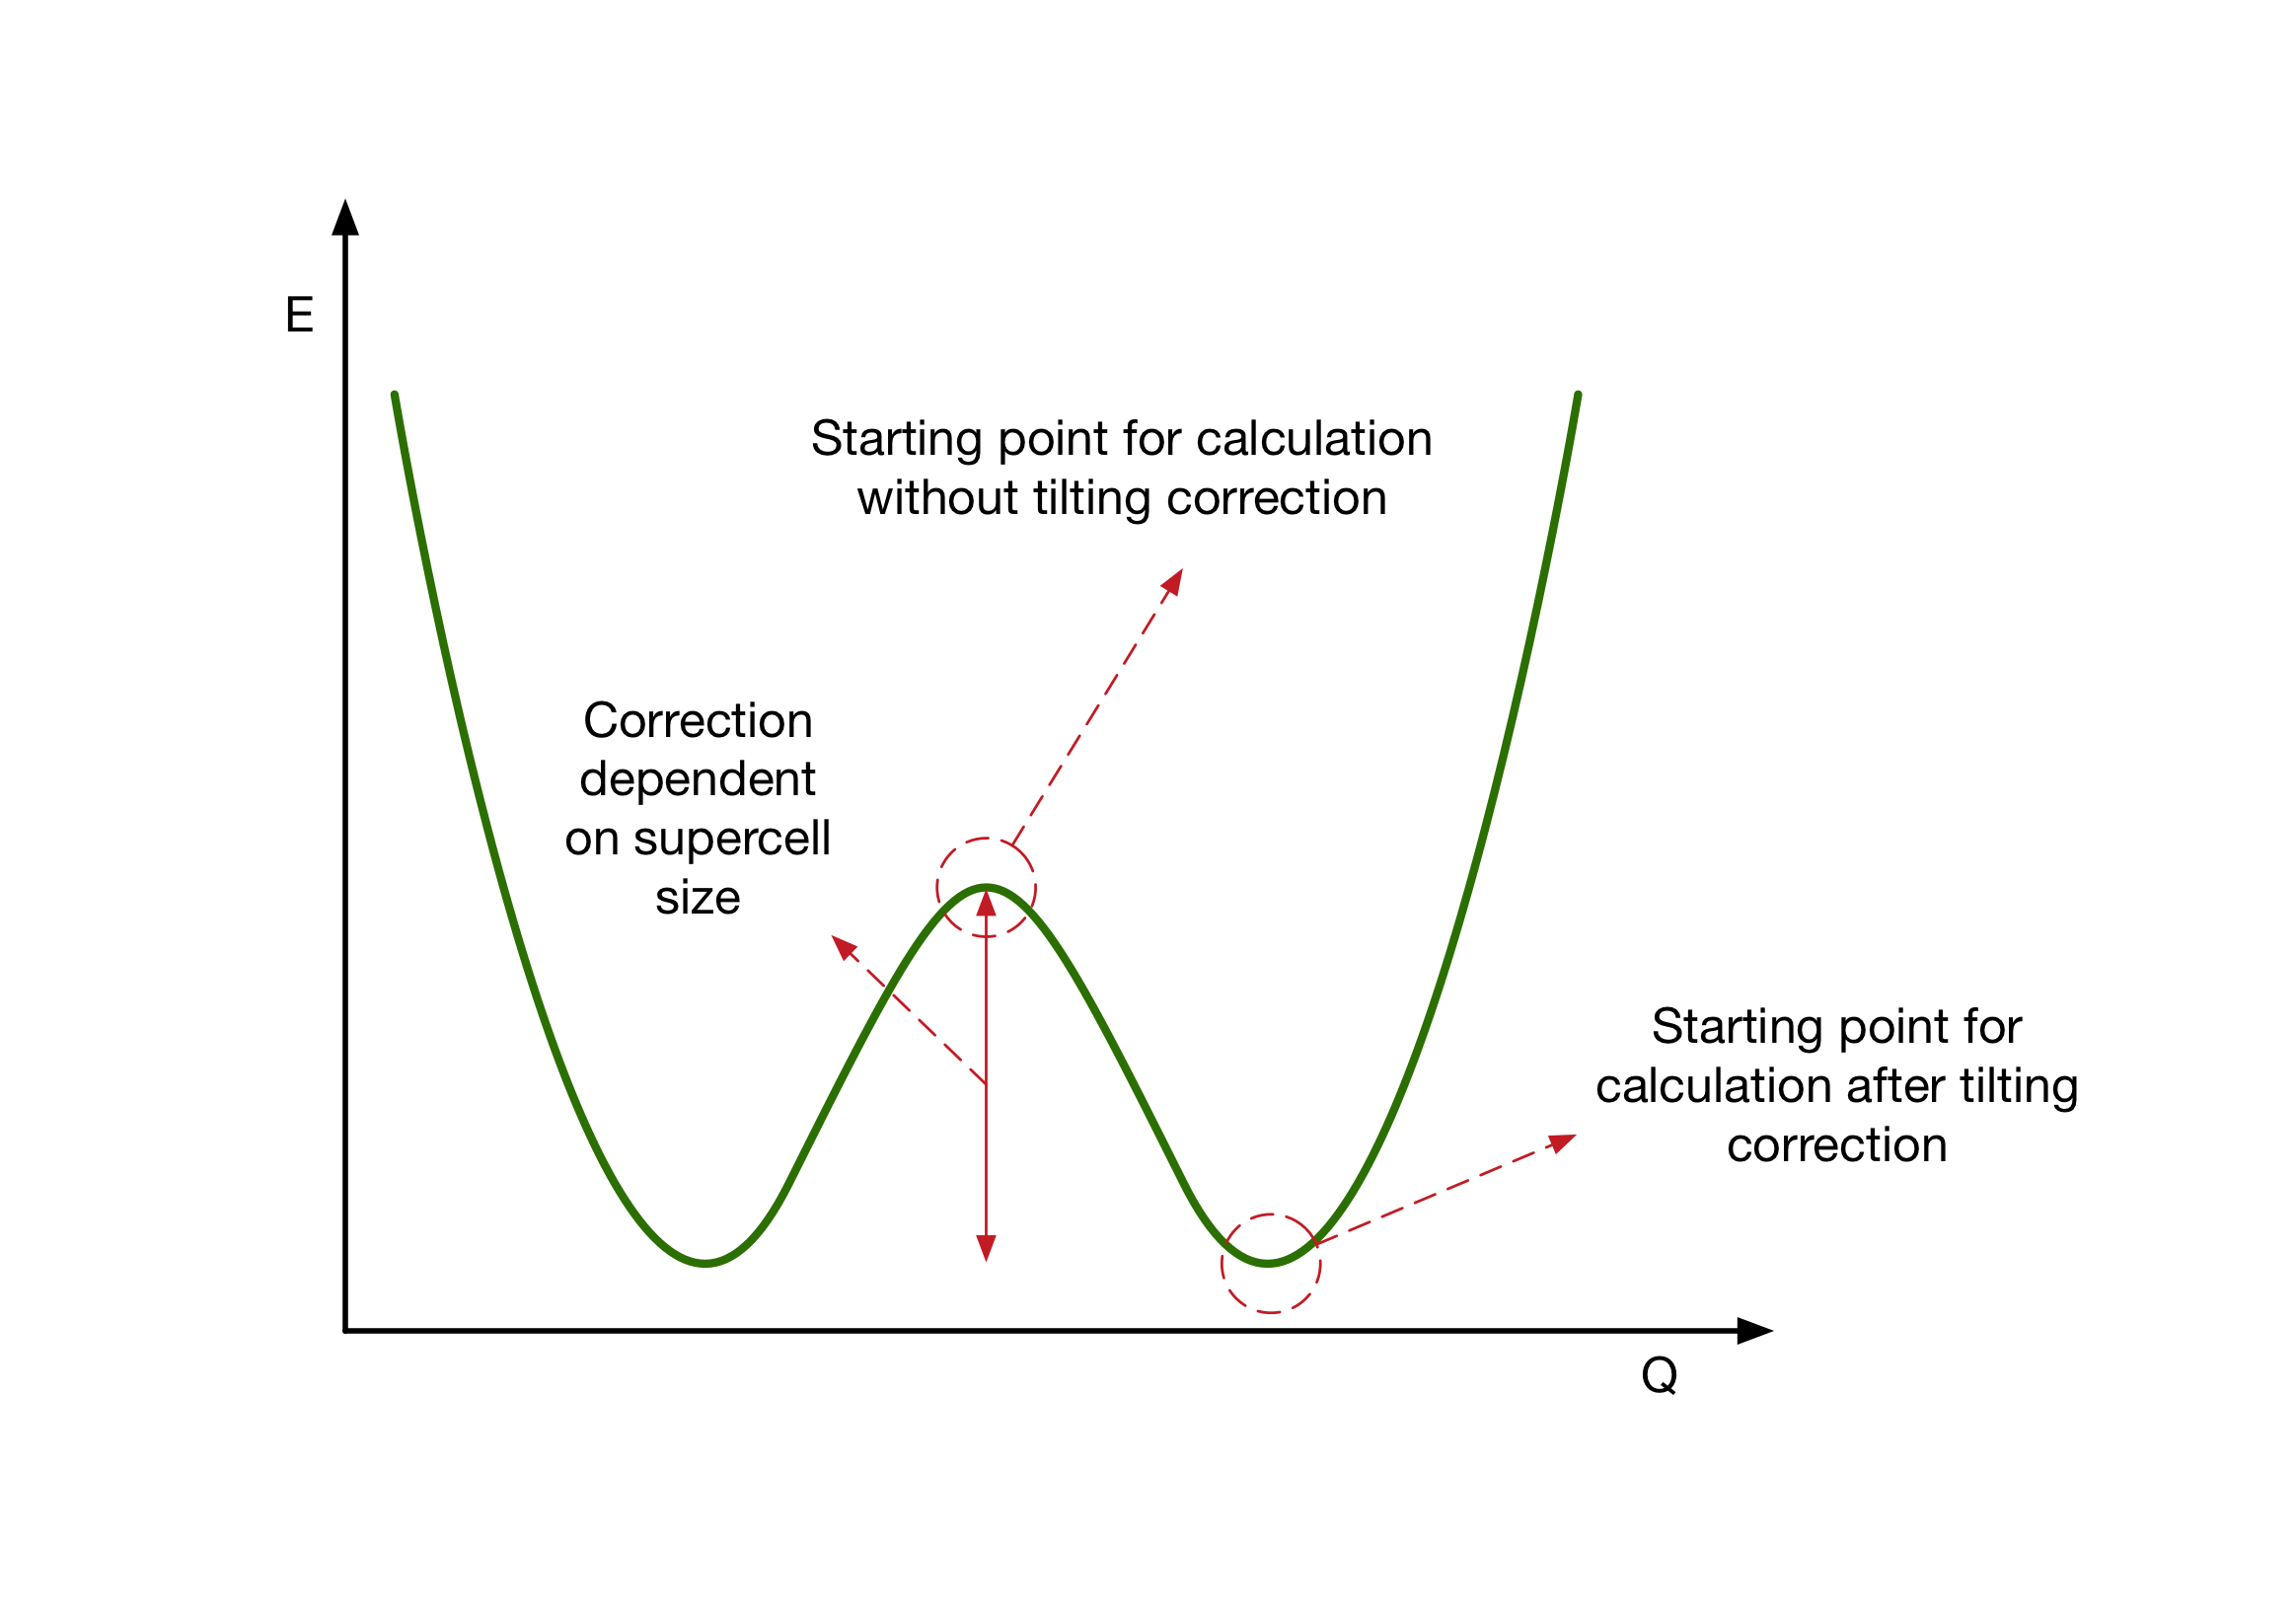 E
Starting point for calculation
without tilting correction
Correction
dependent
on supercell
size
Starting point for
calculation after tilting
correction
Q